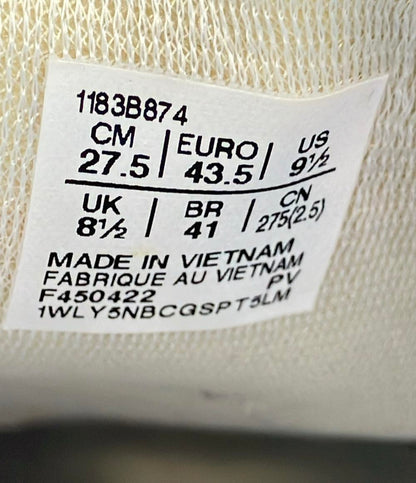 1183B874
CM | EURO | US
27.5 | 43.5 | 9½
UK | BR | CN
8½ | 41 | 275(2.5)
MADE IN VIETNAM
FABRIQUE AU VIETNAM
F450422 PV
1WLY5NBCGSPT5LM